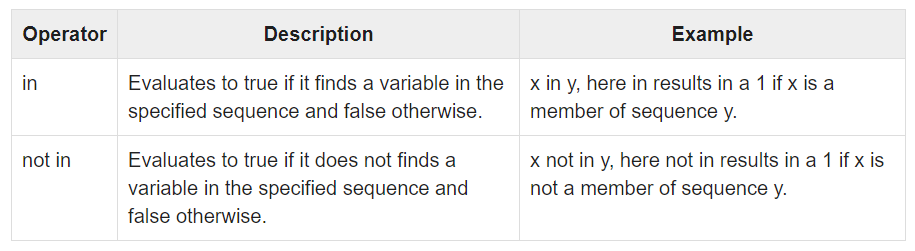 Operator Description Example
in Evaluates to true if it finds a variable in the x in y, here in results in a 1 if x is a
specified sequence and false otherwise. member of sequence y.
not in Evaluates to true if it does not finds a x not in y, here not in results in a 1 if x is
variable in the specified sequence and not a member of sequence y.
false otherwise.